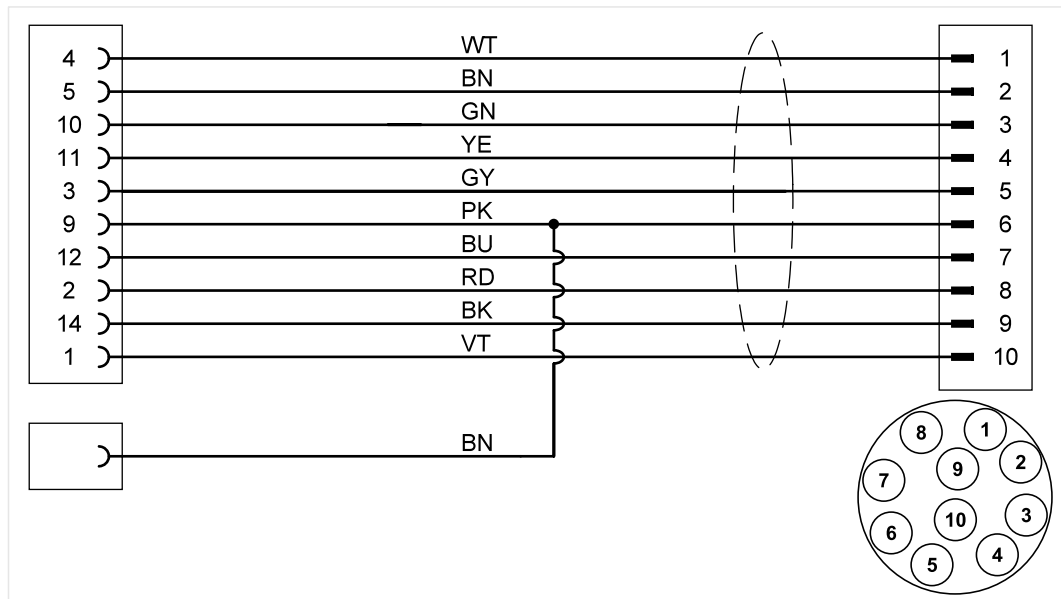 4 WT 1
5 BN 2
10 GN 3
11 YE 4
3 GY 5
9 PK 6
12 BU 7
2 RD 8
14 BK 9
1 VT 10
BN
8 1
9 2
7
10 3
6
5 4